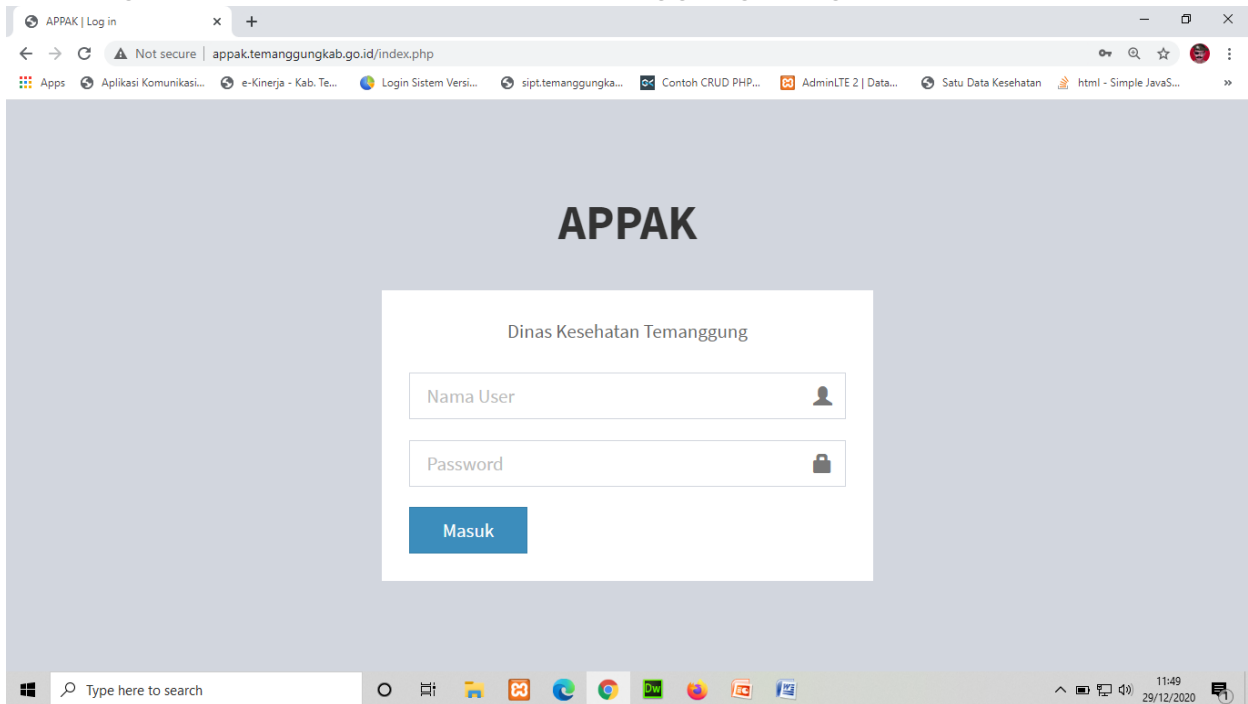 APPAK | Log in
Not secure | appak.temanggungkab.go.id/index.php
Apps Aplikasi Komunikasi... e-Kinerja - Kab. Te... Login Sistem Versi... sipt.temanggungka... Contoh CRUD PHP... AdminLTE 2 | Data... Satu Data Kesehatan html - Simple JavaS... »
APPAK
Dinas Kesehatan Temanggung
Nama User
Password
Masuk
Type here to search
11:49
29/12/2020